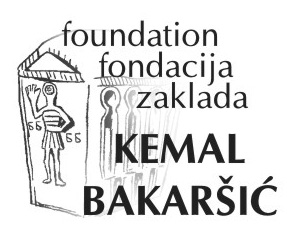 foundation
fondacija
zaklada
KEMAL
BAKARŠIĆ